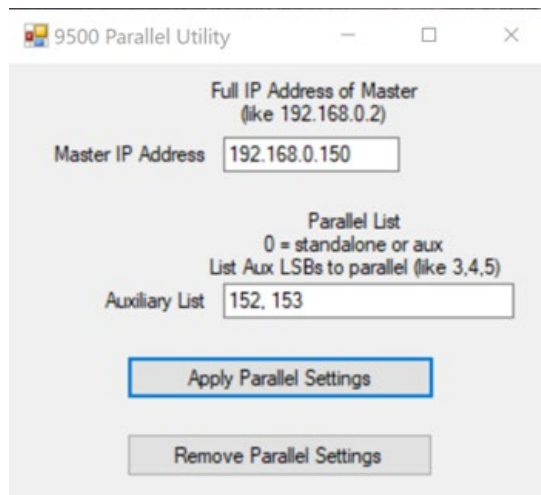 9500 Parallel Utility
Full IP Address of Master
(like 192.168.0.2)
Master IP Address 192.168.0.150
Parallel List
0 = standalone or aux
List Aux LSBs to parallel (like 3,4,5)
Auxiliary List 152, 153
Apply Parallel Settings
Remove Parallel Settings